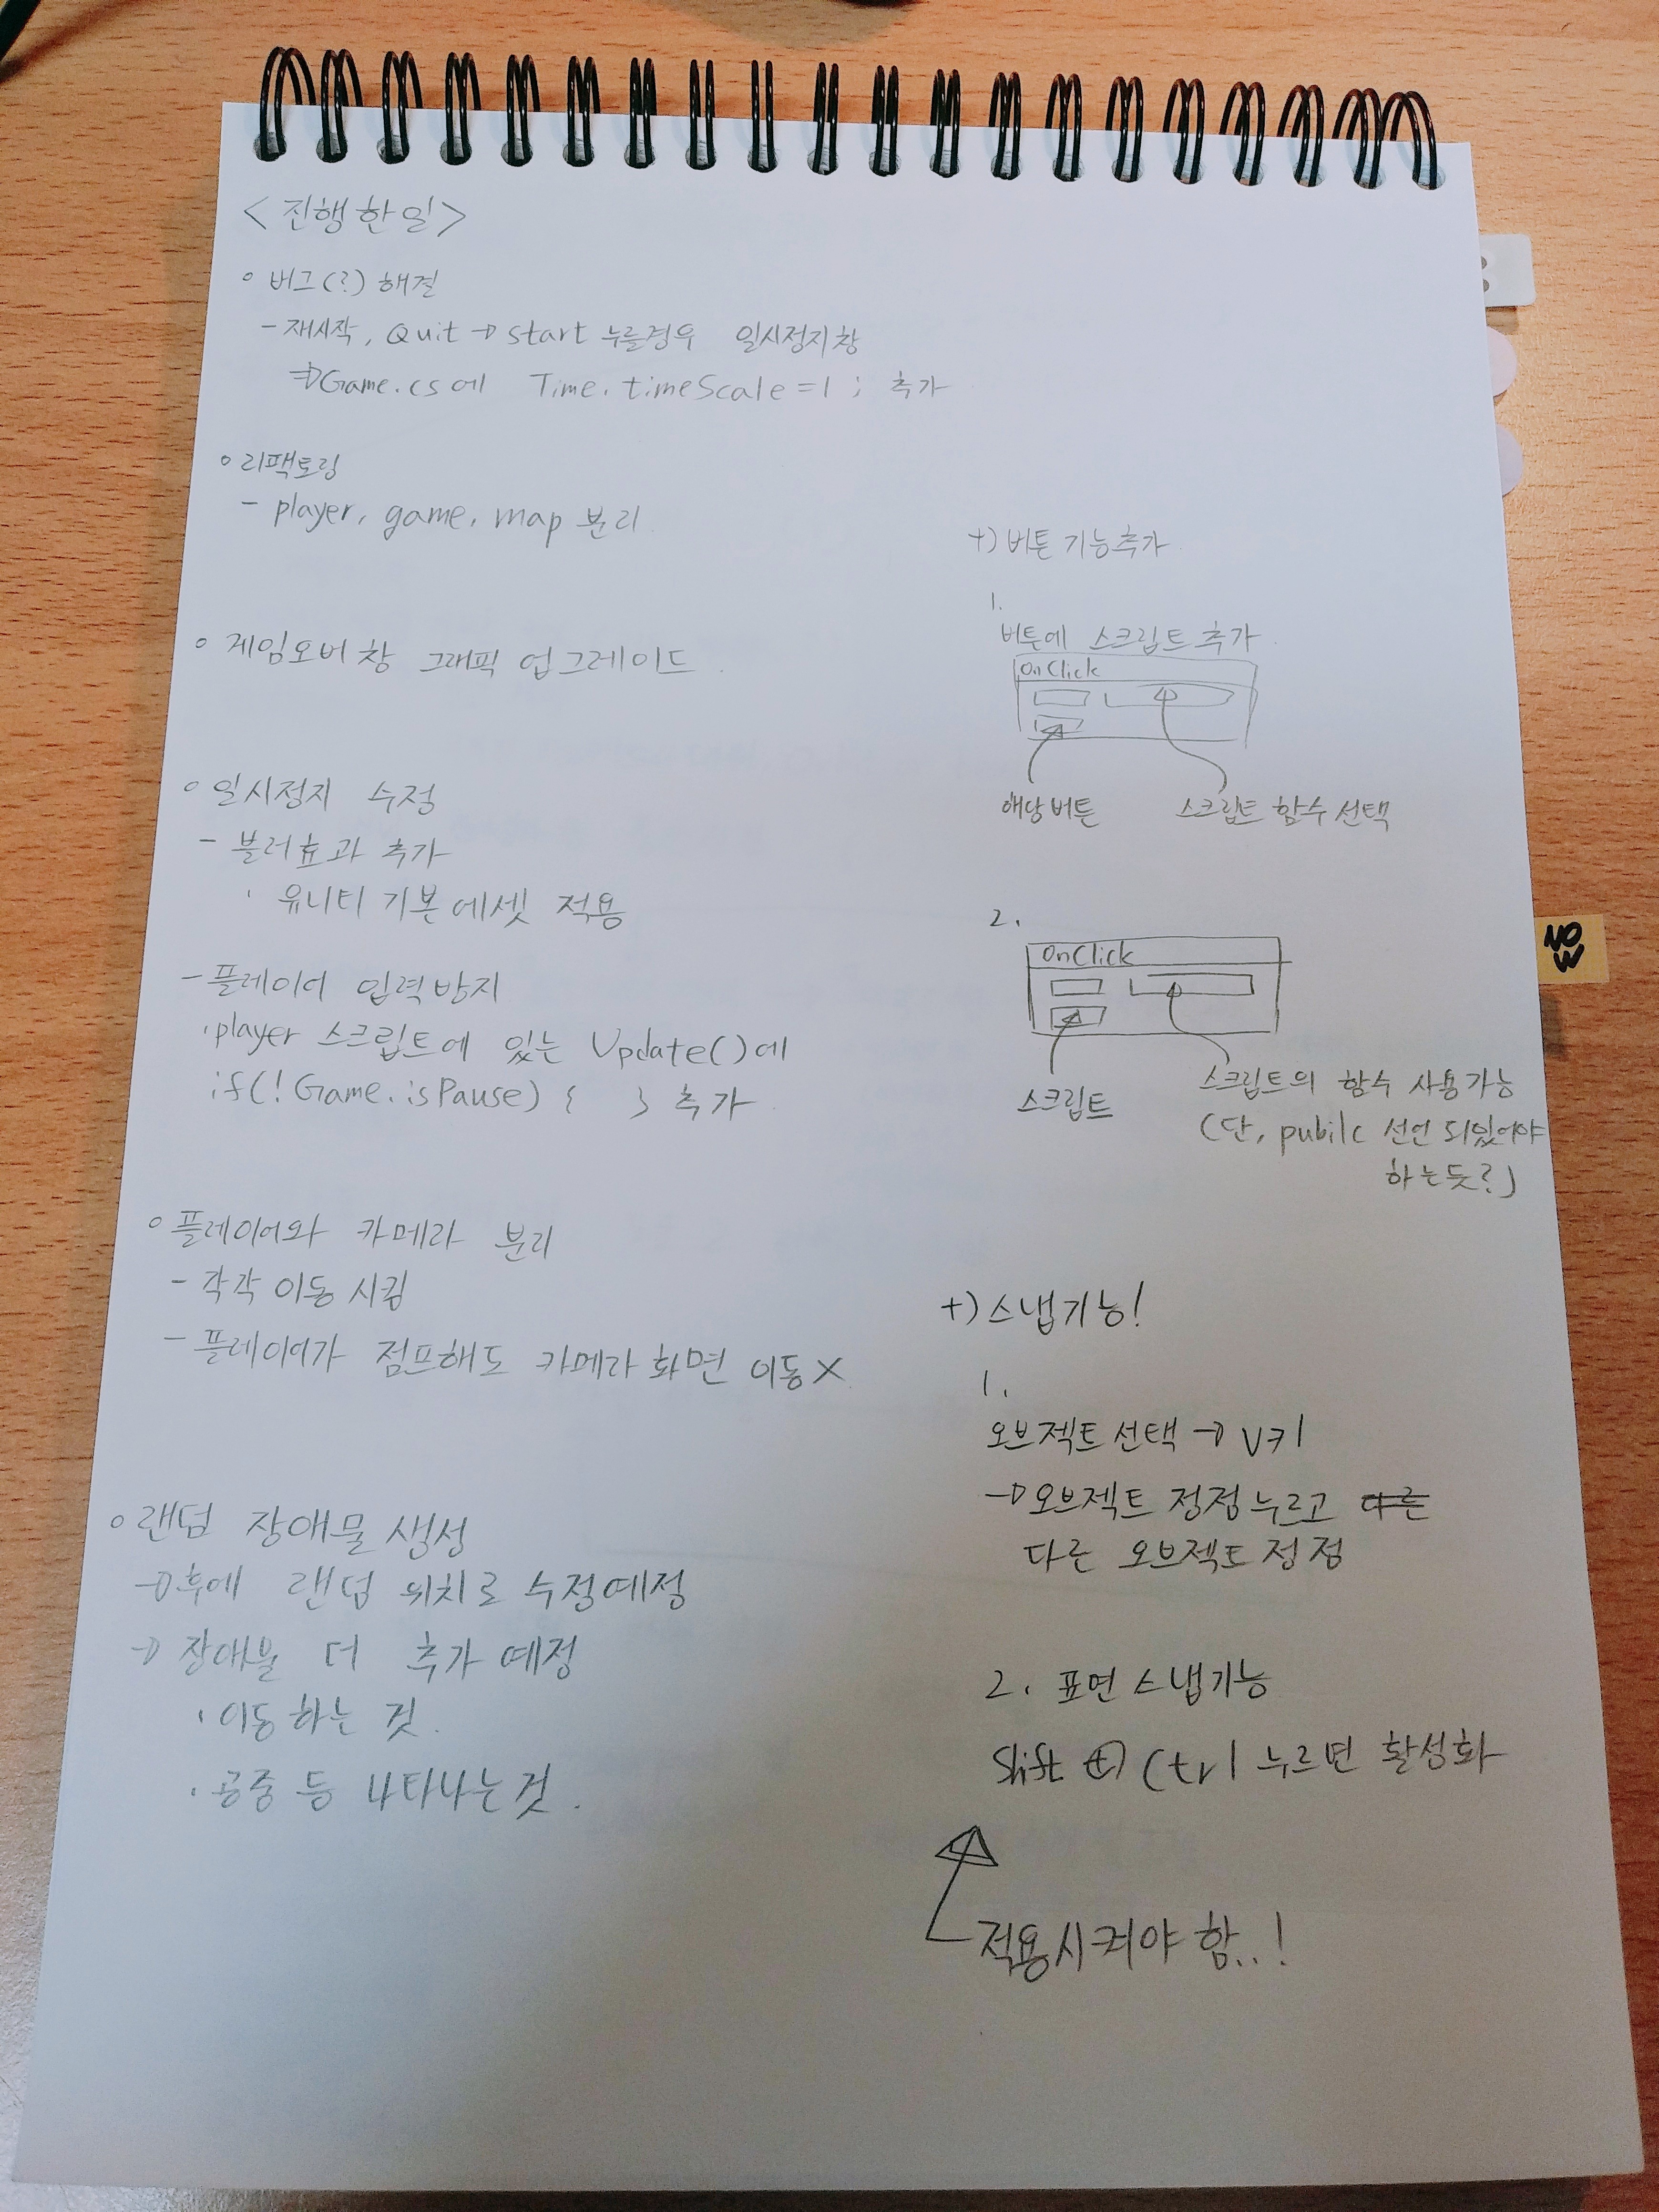 <진행한일>
∘ 버그(?) 해결
- 재시작, Quit → start 누를경우 일시정지창
⇒ Game.cs에 Time.timeScale=1; 추가
∘ 리팩토링
- player, game, map 분리
∘ 게임오버창 그래픽 업그레이드
∘ 일시정지 수정
- 블러효과 추가
· 유니티 기본에셋 적용
- 플레이어 입력방지
· player 스크립트에 있는 Update()에
if(!Game.isPause) { } 추가
∘ 플레이어와 카메라 분리
- 각각 이동시킴
- 플레이어가 점프해도 카메라화면 이동X
∘ 랜덤 장애물생성
→ 후에 랜덤 위치로 수정예정
→ 장애물 더 추가 예정
· 이동하는 것.
· 공중 등 나타나는것.
+) 버튼 기능추가
1.
버튼에 스크립트 추가
OnClick
해당버튼 스크립트 함수 선택
2.
OnClick
스크립트 스크립트의 함수 사용가능
(단, pubilc 선언 되있어야
하는듯?)
+) 스냅기능!
1.
오브젝트선택 → V키
→ 오브젝트 정점누르고 다른
다른 오브젝트정점
2. 표면 스냅기능
Shift ⊕ Ctrl 누르면 활성화
적용시켜야 함..!
NO
W